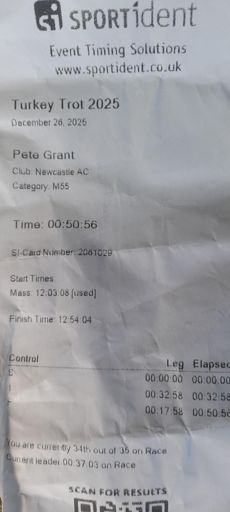 SPORTident
Event Timing Solutions
www.sportident.co.uk
Turkey Trot 2025
December 26, 2025
Pete Grant
Club: Newcastle AC
Category: M55
Time: 00:50:56
SI-Card Number: 2061029
Start Times
Mass: 12:03:08 [used]
Finish Time: 12:54:04
Control Leg Elapsed
S 00:00:00 00:00:00
1 00:32:58 00:32:58
F 00:17:58 00:50:56
You are currently 34th out of 35 on Race
Current leader 00:37:03 on Race
SCAN FOR RESULTS